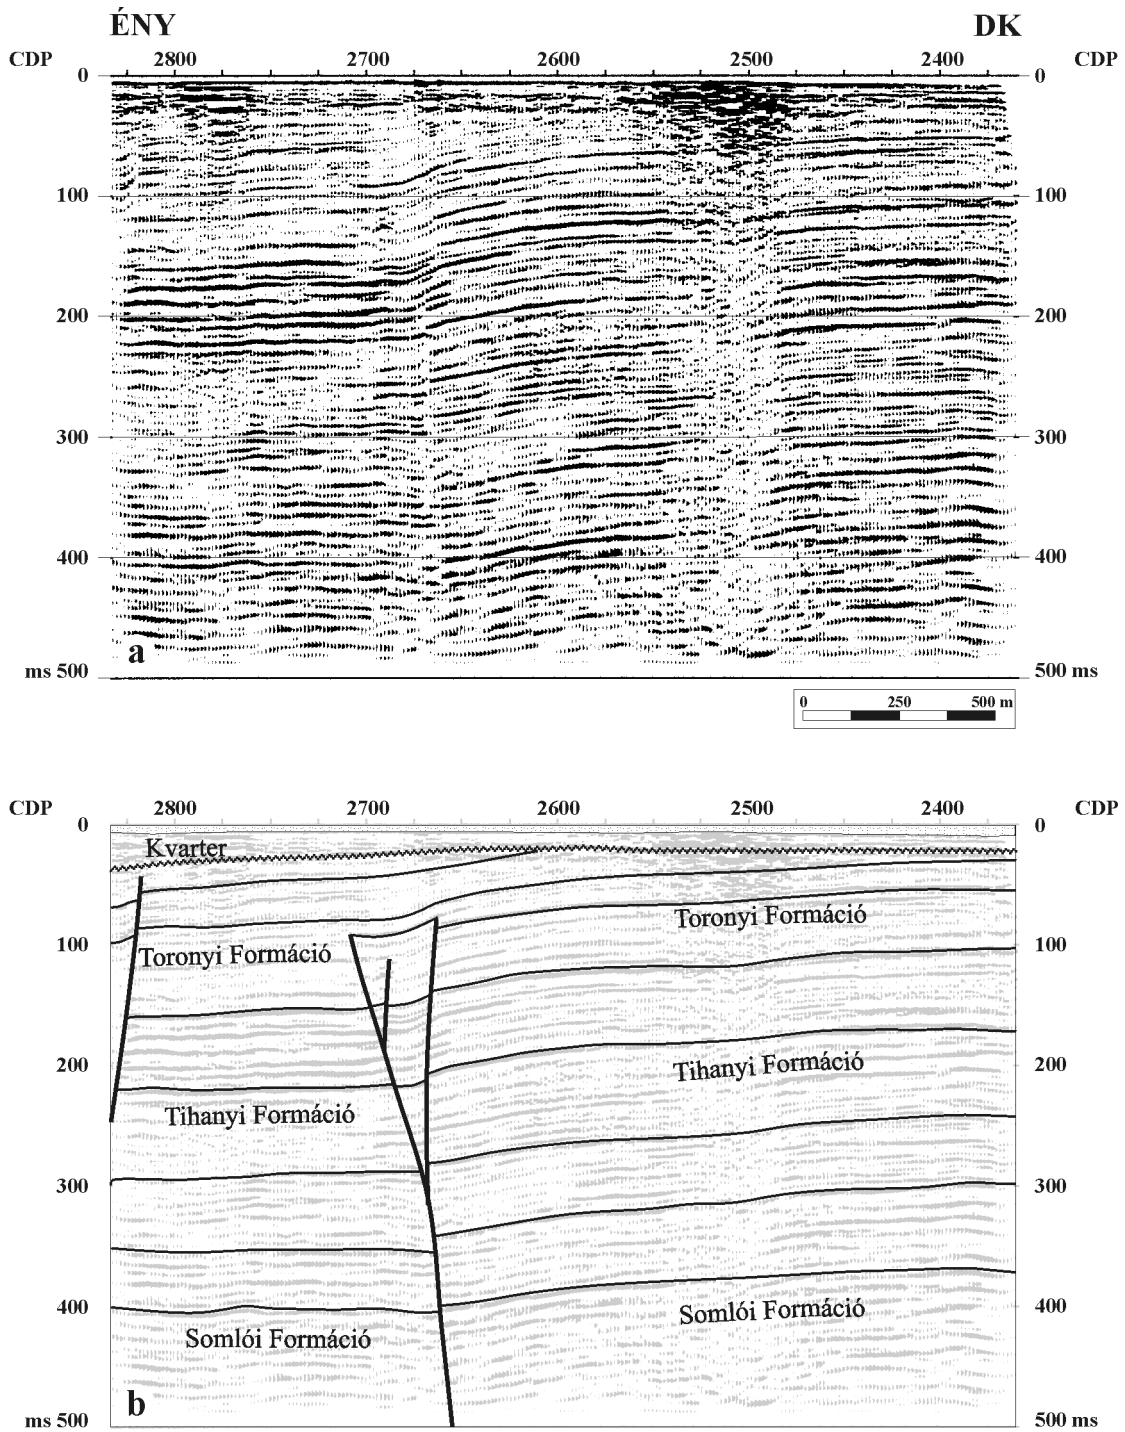 ÉNY DK
CDP 2800 2700 2600 2500 2400 CDP
0 0
100 100
200 200
300 300
400 400
a
ms 500 500 ms
0 250 500 m
CDP 2800 2700 2600 2500 2400 CDP
0 0
Kvarter
Toronyi Formáció
100 Toronyi Formáció 100
200 Tihanyi Formáció 200
Tihanyi Formáció
300 300
400 Somlói Formáció 400
Somlói Formáció
b
ms 500 500 ms